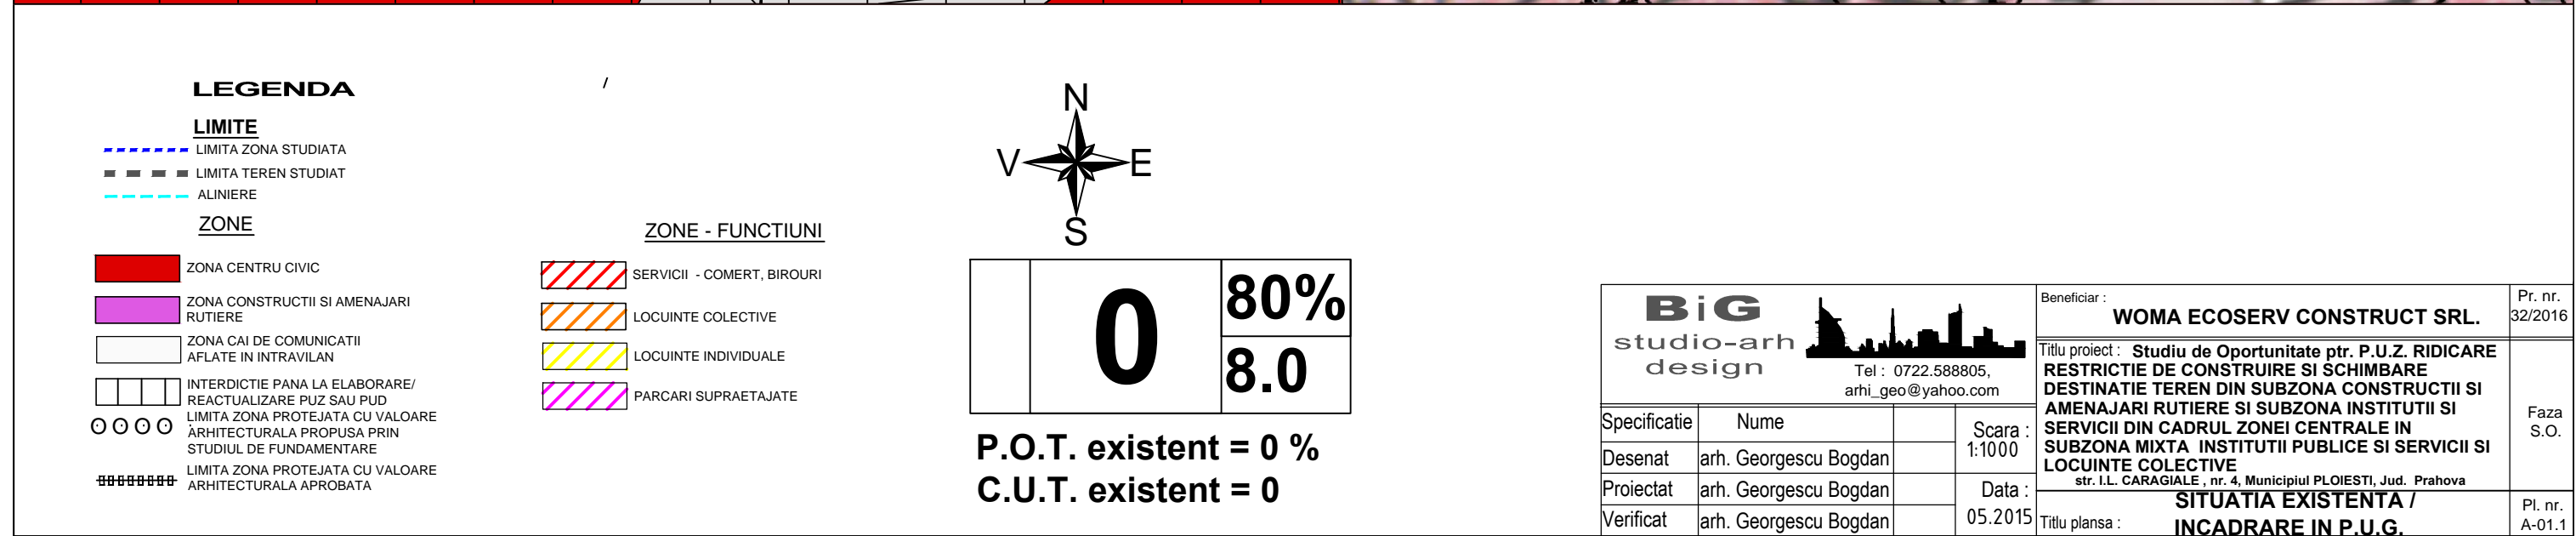 LEGENDA
LIMITE
LIMITA ZONA STUDIATA
LIMITA TEREN STUDIAT
ALINIERE
ZONE
ZONA CENTRU CIVIC
ZONA CONSTRUCTII SI AMENAJARI
RUTIERE
ZONA CAI DE COMUNICATII
AFLATE IN INTRAVILAN
INTERDICTIE PANA LA ELABORARE/
REACTUALIZARE PUZ SAU PUD
LIMITA ZONA PROTEJATA CU VALOARE
ARHITECTURALA PROPUSA PRIN
STUDIUL DE FUNDAMENTARE
LIMITA ZONA PROTEJATA CU VALOARE
ARHITECTURALA APROBATA
ZONE - FUNCTIUNI
SERVICII - COMERT, BIROURI
LOCUINTE COLECTIVE
LOCUINTE INDIVIDUALE
PARCARI SUPRAETAJATE
N
V E
S
0
80%
8.0
P.O.T. existent = 0 %
C.U.T. existent = 0
BiG
studio-arh
design
Tel : 0722.588805,
arhi_geo@yahoo.com
Specificatie Nume
Desenat arh. Georgescu Bogdan
Proiectat arh. Georgescu Bogdan
Verificat arh. Georgescu Bogdan
Scara :
1:1000
Data :
05.2015
Beneficiar :
WOMA ECOSERV CONSTRUCT SRL.
Pr. nr.
32/2016
Titlu proiect : Studiu de Oportunitate ptr. P.U.Z. RIDICARE
RESTRICTIE DE CONSTRUIRE SI SCHIMBARE
DESTINATIE TEREN DIN SUBZONA CONSTRUCTII SI
AMENAJARI RUTIERE SI SUBZONA INSTITUTII SI
SERVICII DIN CADRUL ZONEI CENTRALE IN
SUBZONA MIXTA INSTITUTII PUBLICE SI SERVICII SI
LOCUINTE COLECTIVE
str. I.L. CARAGIALE , nr. 4, Municipiul PLOIESTI, Jud. Prahova
Faza
S.O.
Titlu plansa :
SITUATIA EXISTENTA /
INCADRARE IN P.U.G.
Pl. nr.
A-01.1